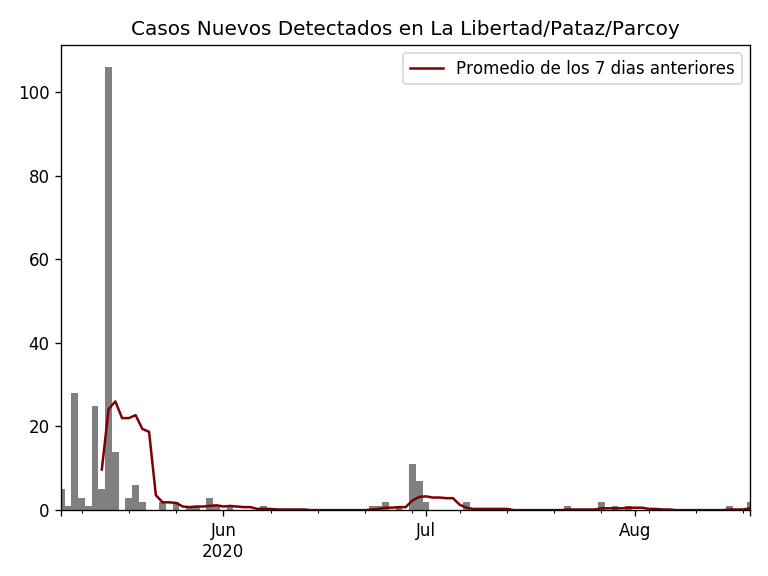 Casos Nuevos Detectados en La Libertad/Pataz/Parcoy
Promedio de los 7 dias anteriores
100
80
60
40
20
0
Jun
2020
Jul
Aug